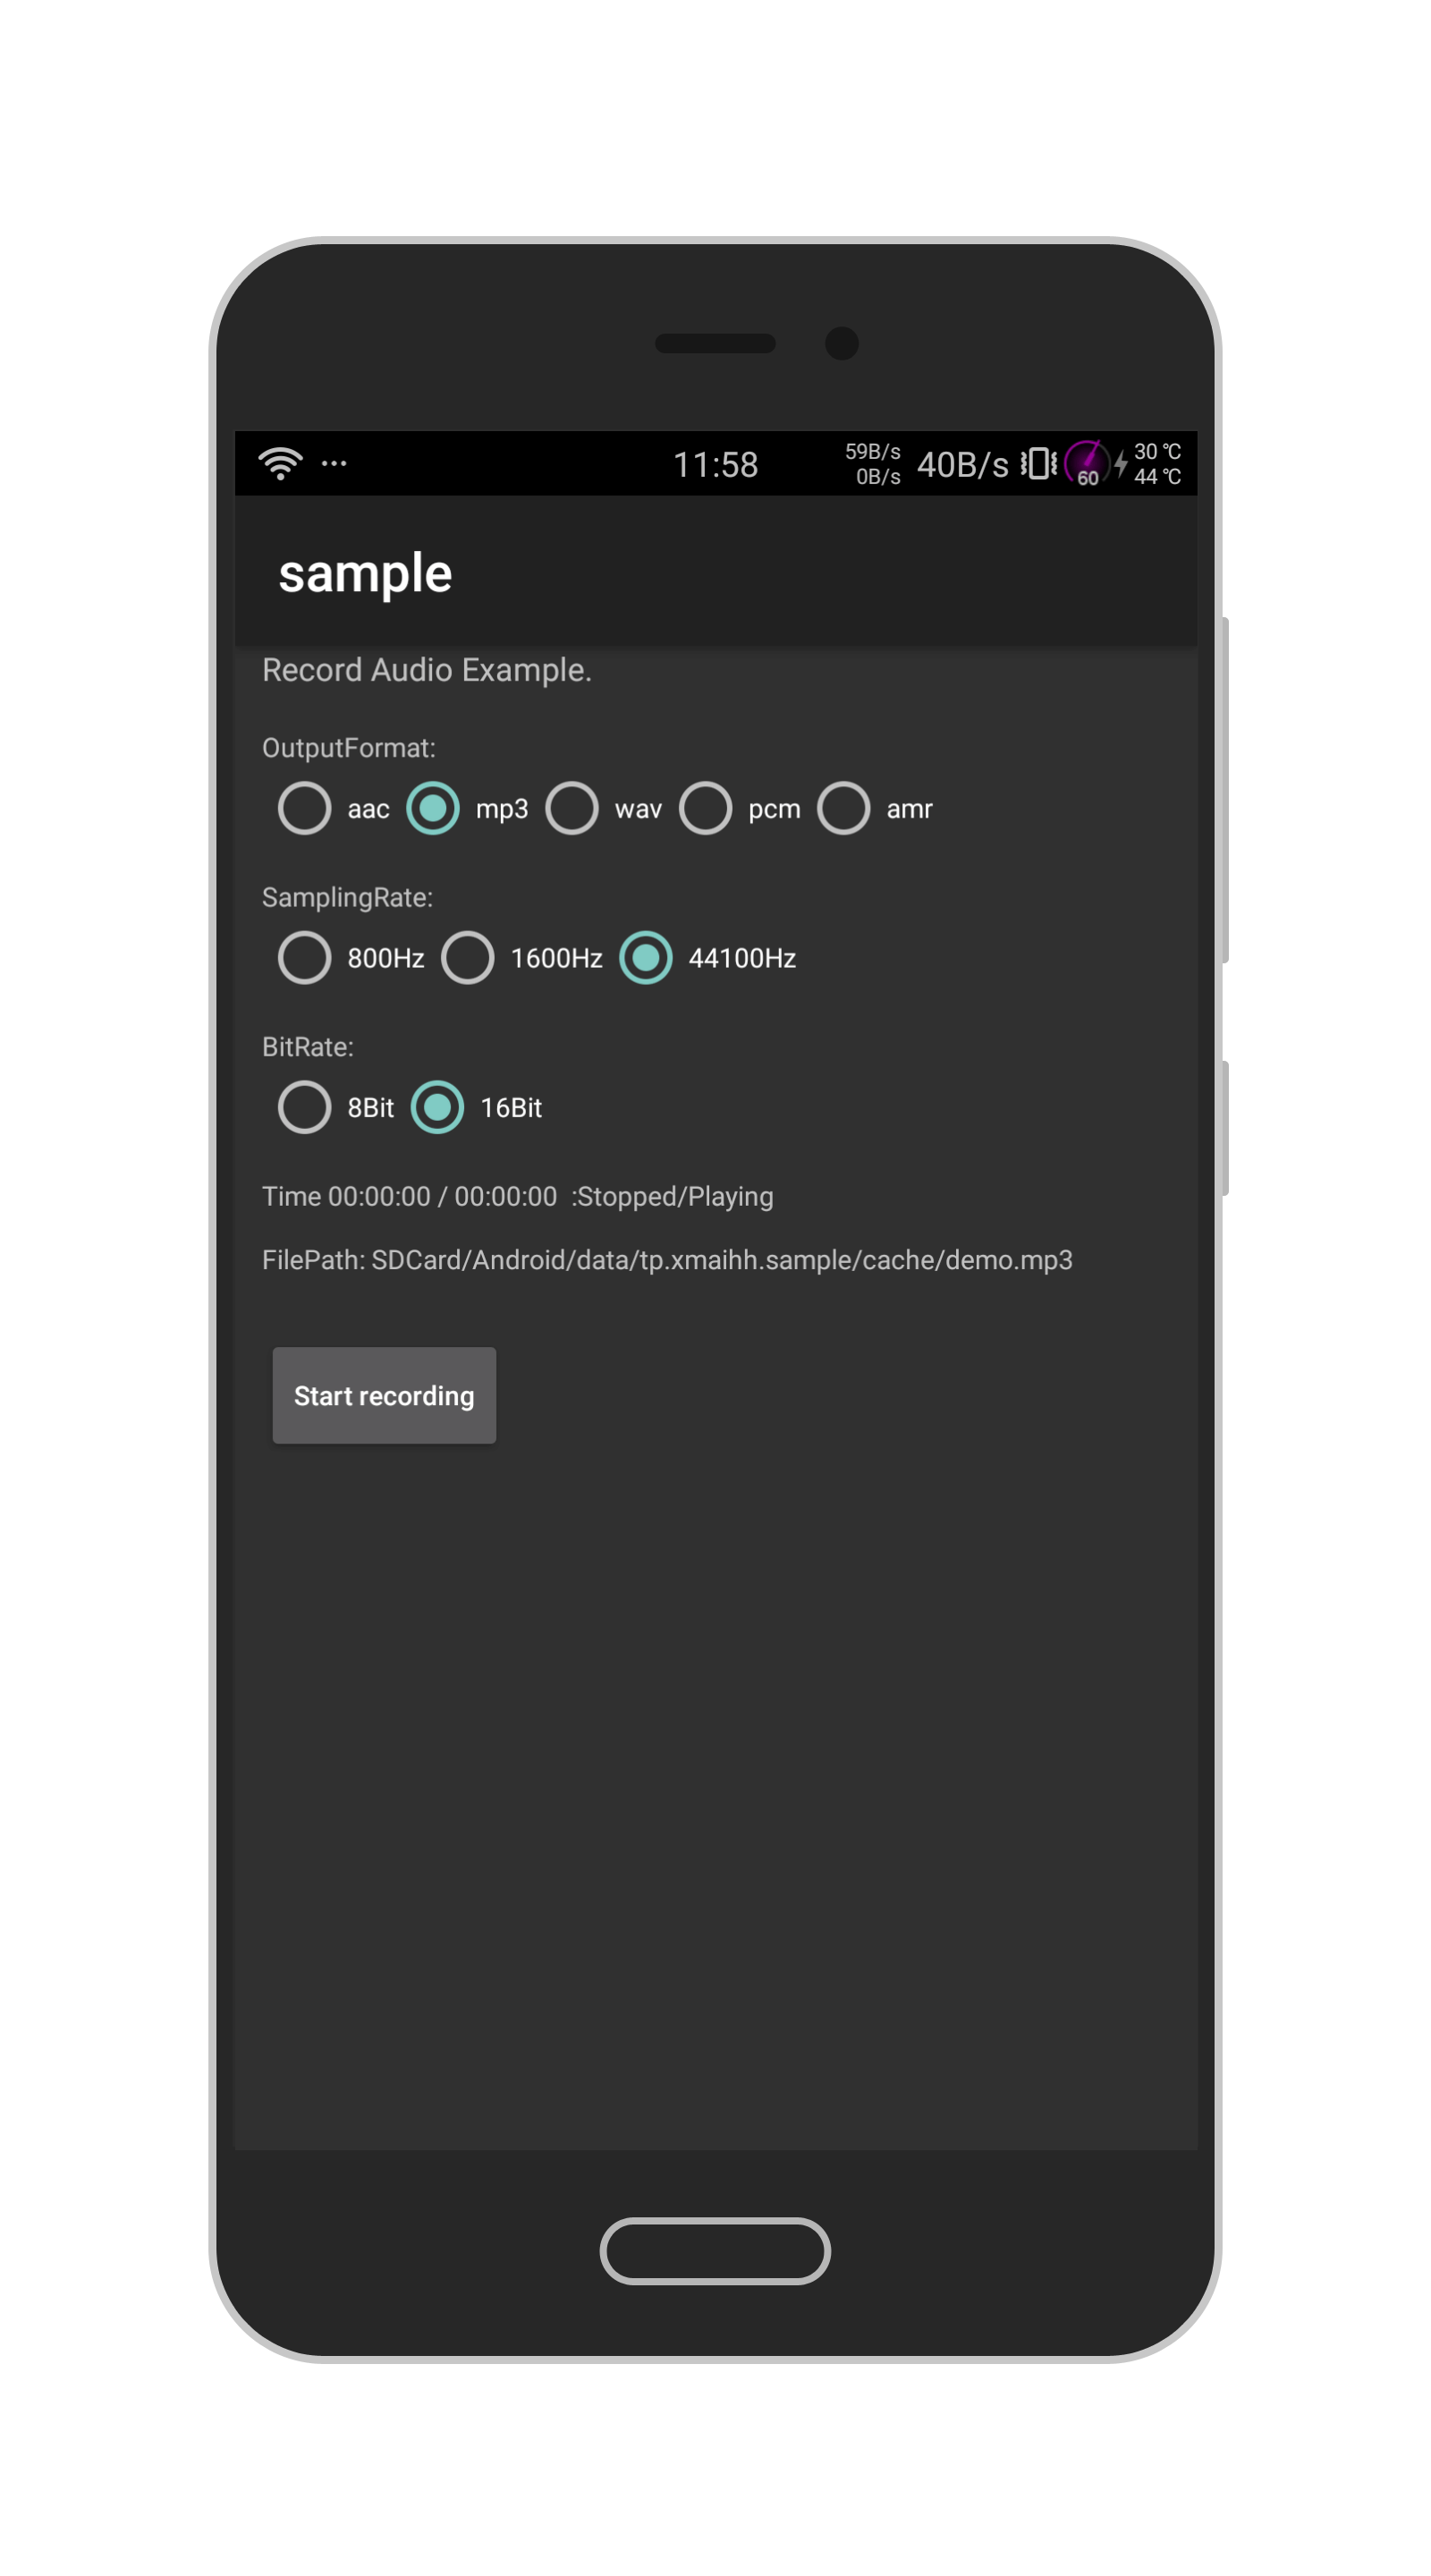 11:58 59B/s 40B/s 60 30 ℃
0B/s 44 ℃
sample
Record Audio Example.
OutputFormat:
aac mp3 wav pcm amr
SamplingRate:
800Hz 1600Hz 44100Hz
BitRate:
8Bit 16Bit
Time 00:00:00 / 00:00:00 :Stopped/Playing
FilePath: SDCard/Android/data/tp.xmaihh.sample/cache/demo.mp3
Start recording